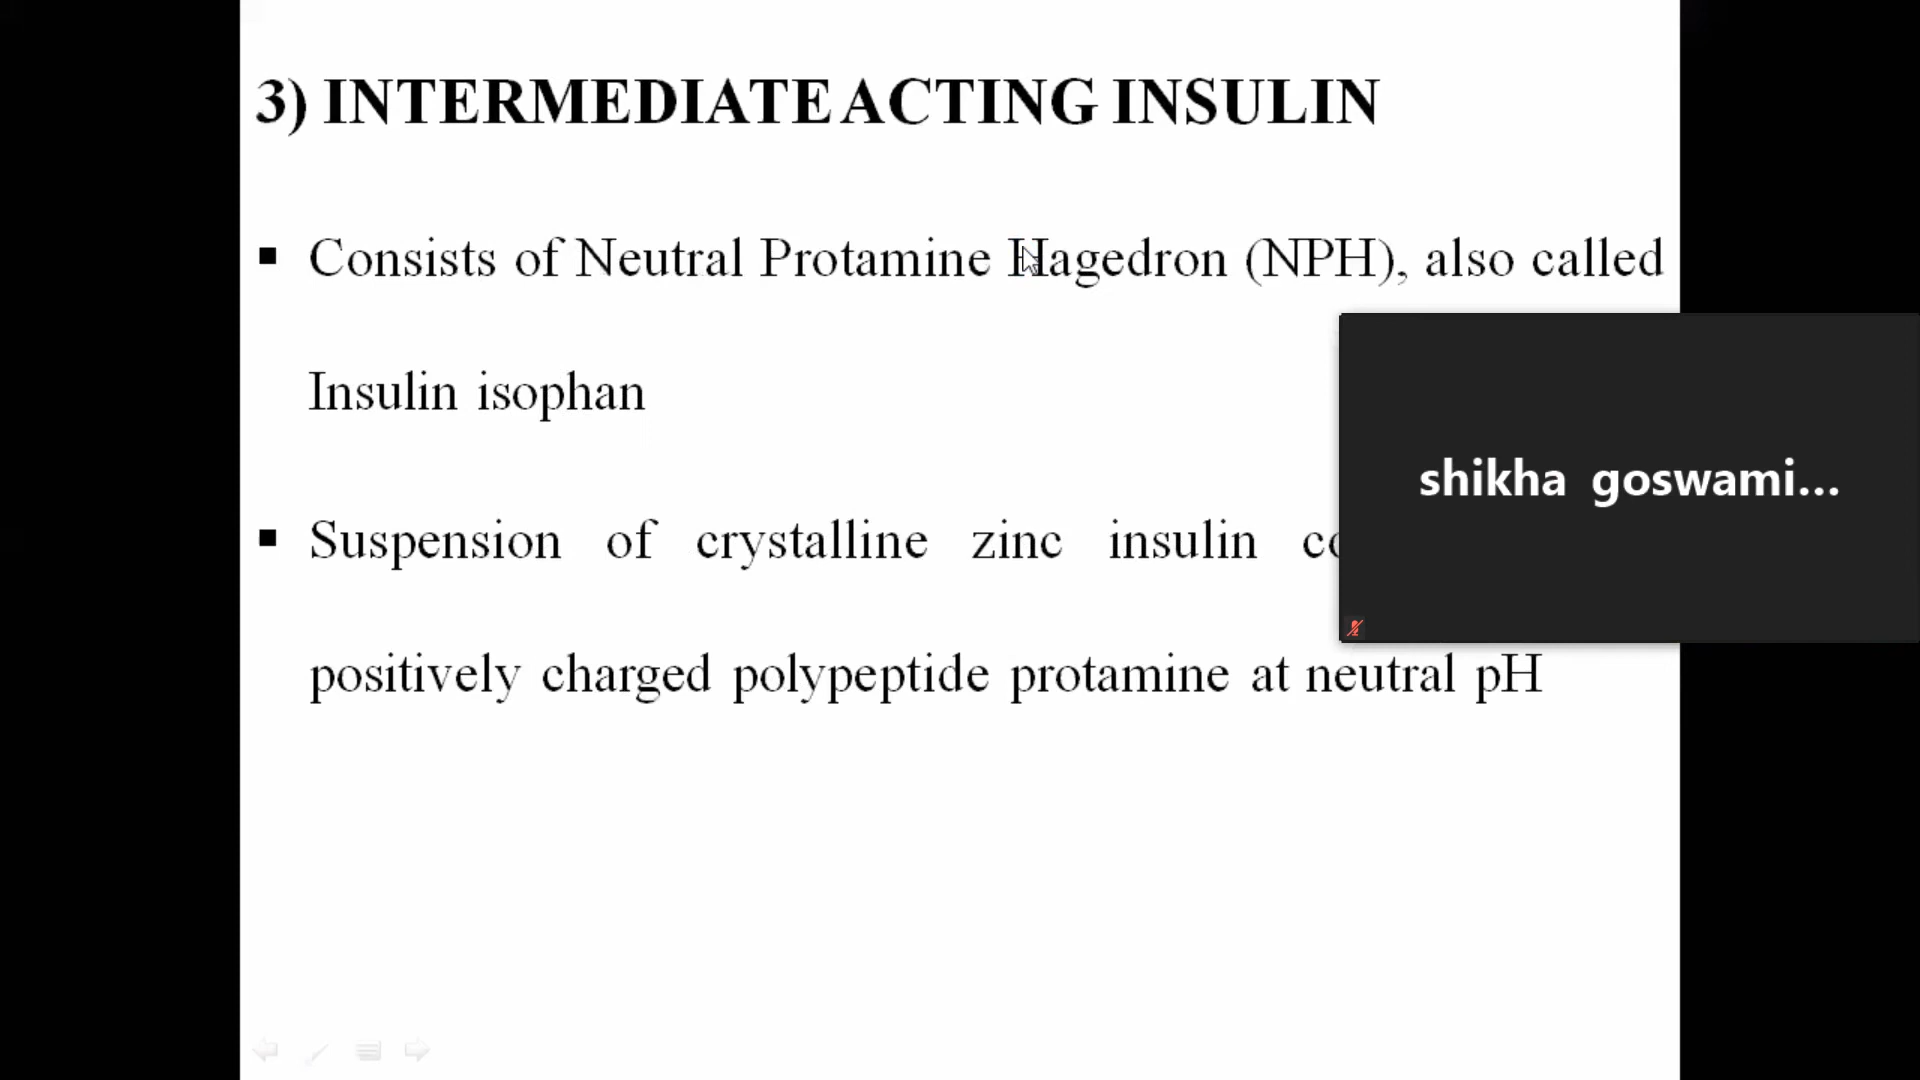 3) INTERMEDIATE ACTING INSULIN
▪ Consists of Neutral Protamine Hagedron (NPH), also called
Insulin isophan
▪ Suspension of crystalline zinc insulin
positively charged polypeptide protamine at neutral pH
shikha goswami...